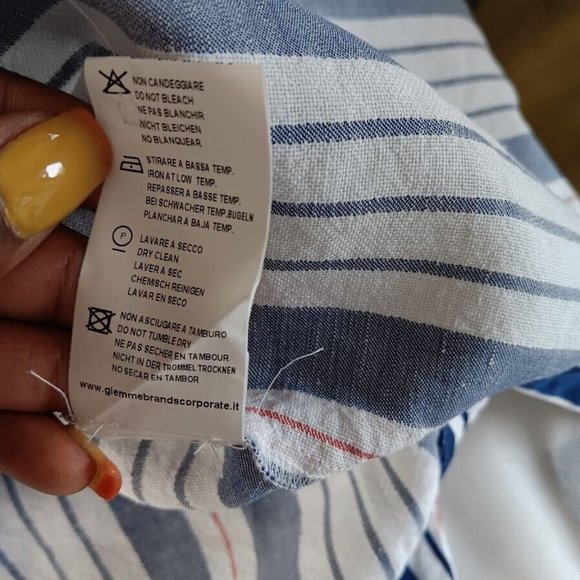 NON CANDEGGIARE
DO NOT BLEACH
NE PAS BLANCHIR
NICHT BLEICHEN
NO BLANQUEAR
STIRARE A BASSA TEMP.
IRON AT LOW TEMP.
REPASSER A BASSE TEMP.
BEI SCHWACHER TEMP.BUGELN
PLANCHAR A BAJA TEMP.
P
LAVARE A SECCO
DRY CLEAN
LAVER A SEC
CHEMISCH REINIGEN
LAVAR EN SECO
NON ASCIUGARE A TAMBURO
DO NOT TUMBLE DRY
NE PAS SECHER EN TAMBOUR
NICHT IN DER TROMMEL TROCKNEN
NO SECAR EN TAMBOR
www.giemmebrandscorporate.it